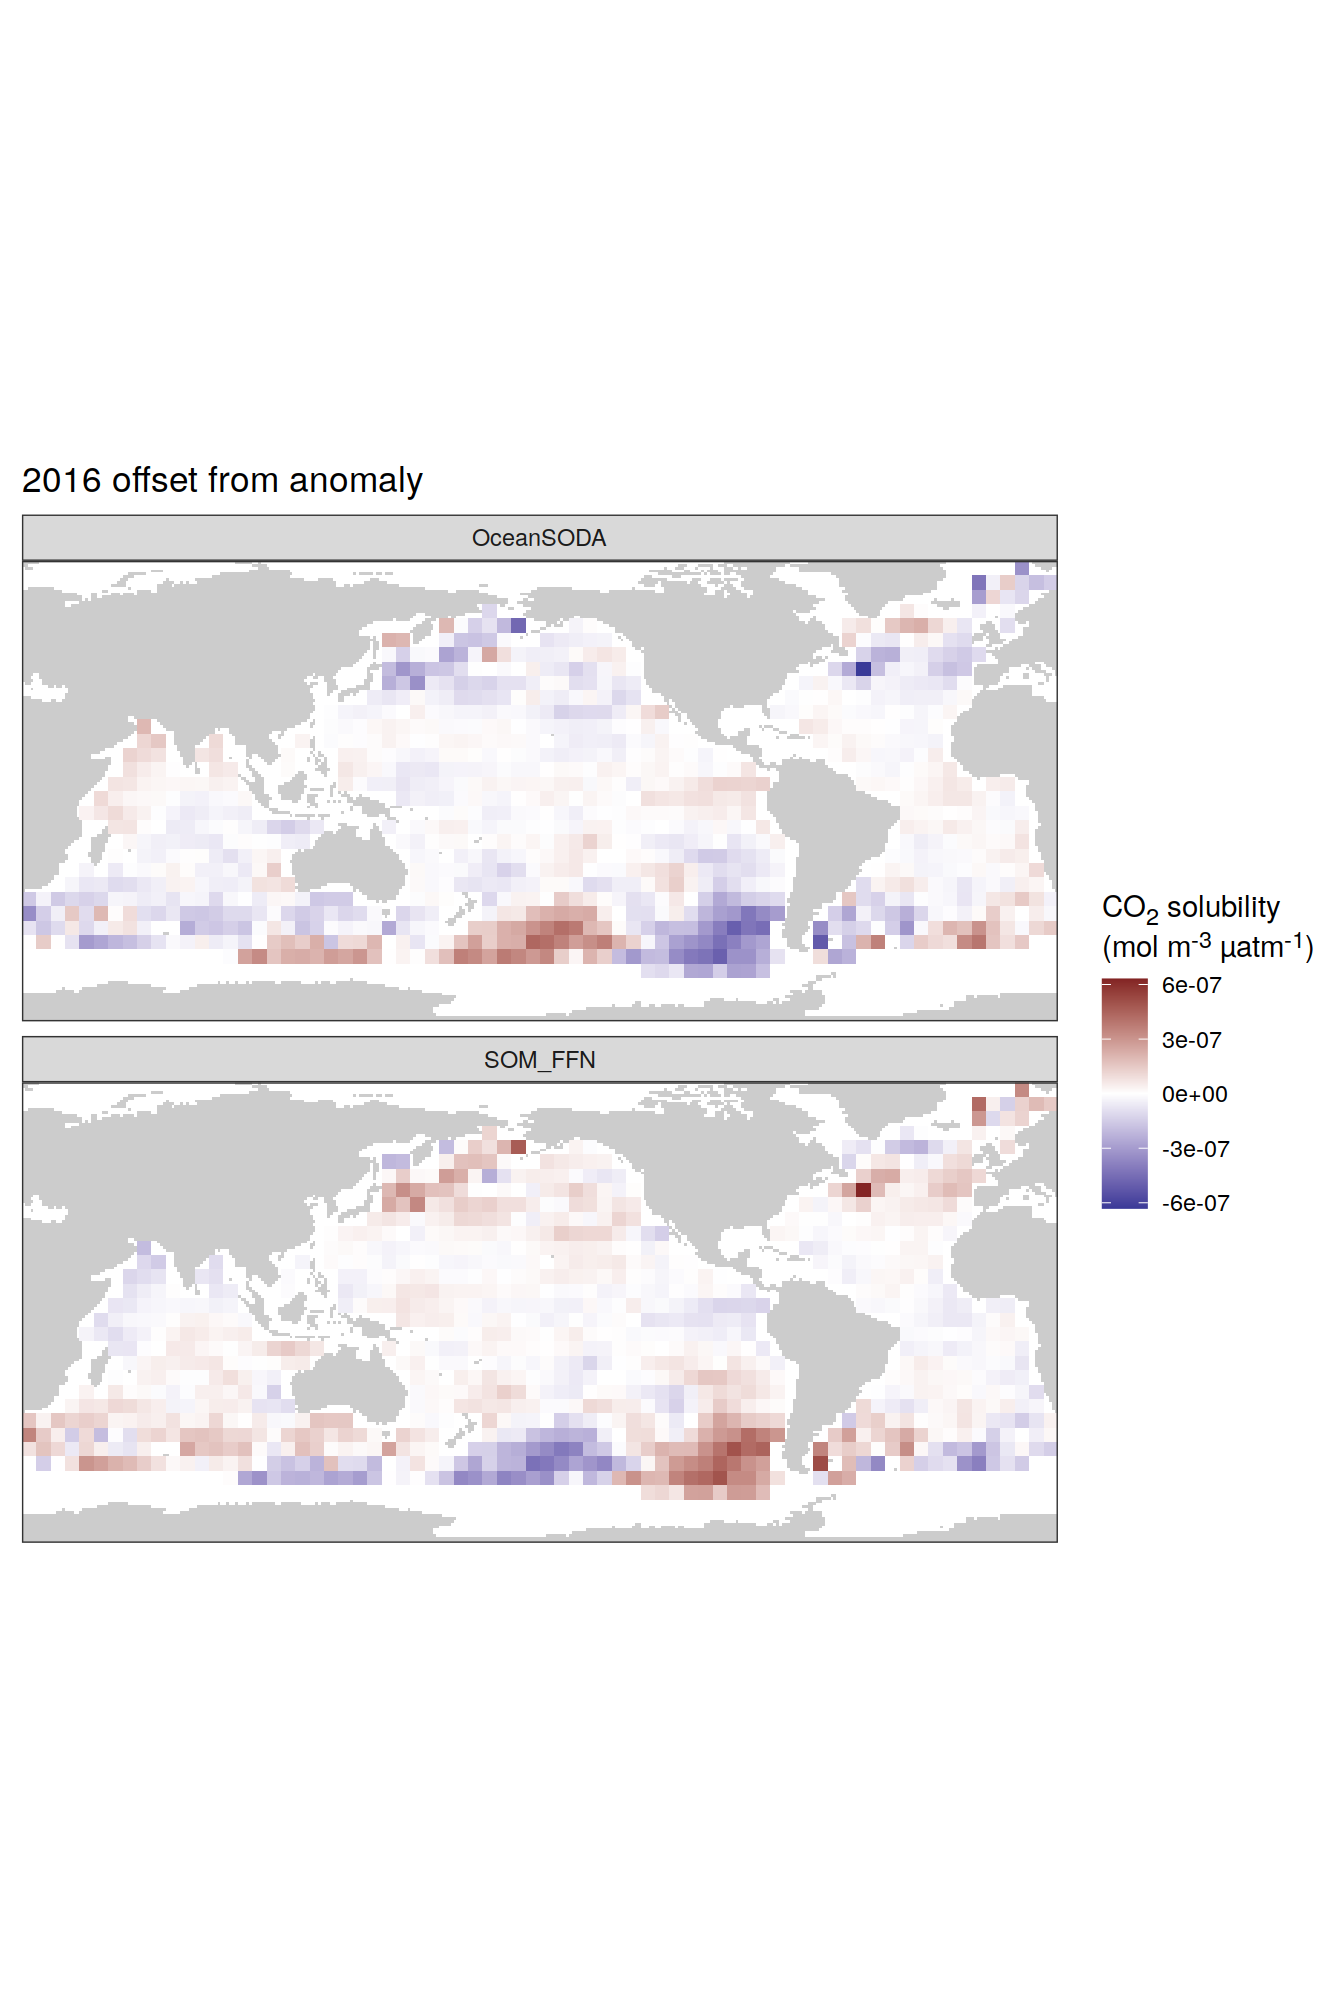 2016 offset from anomaly
OceanSODA
SOM_FFN
CO₂ solubility
(mol m⁻³ µatm⁻¹)
6e-07
3e-07
0e+00
-3e-07
-6e-07